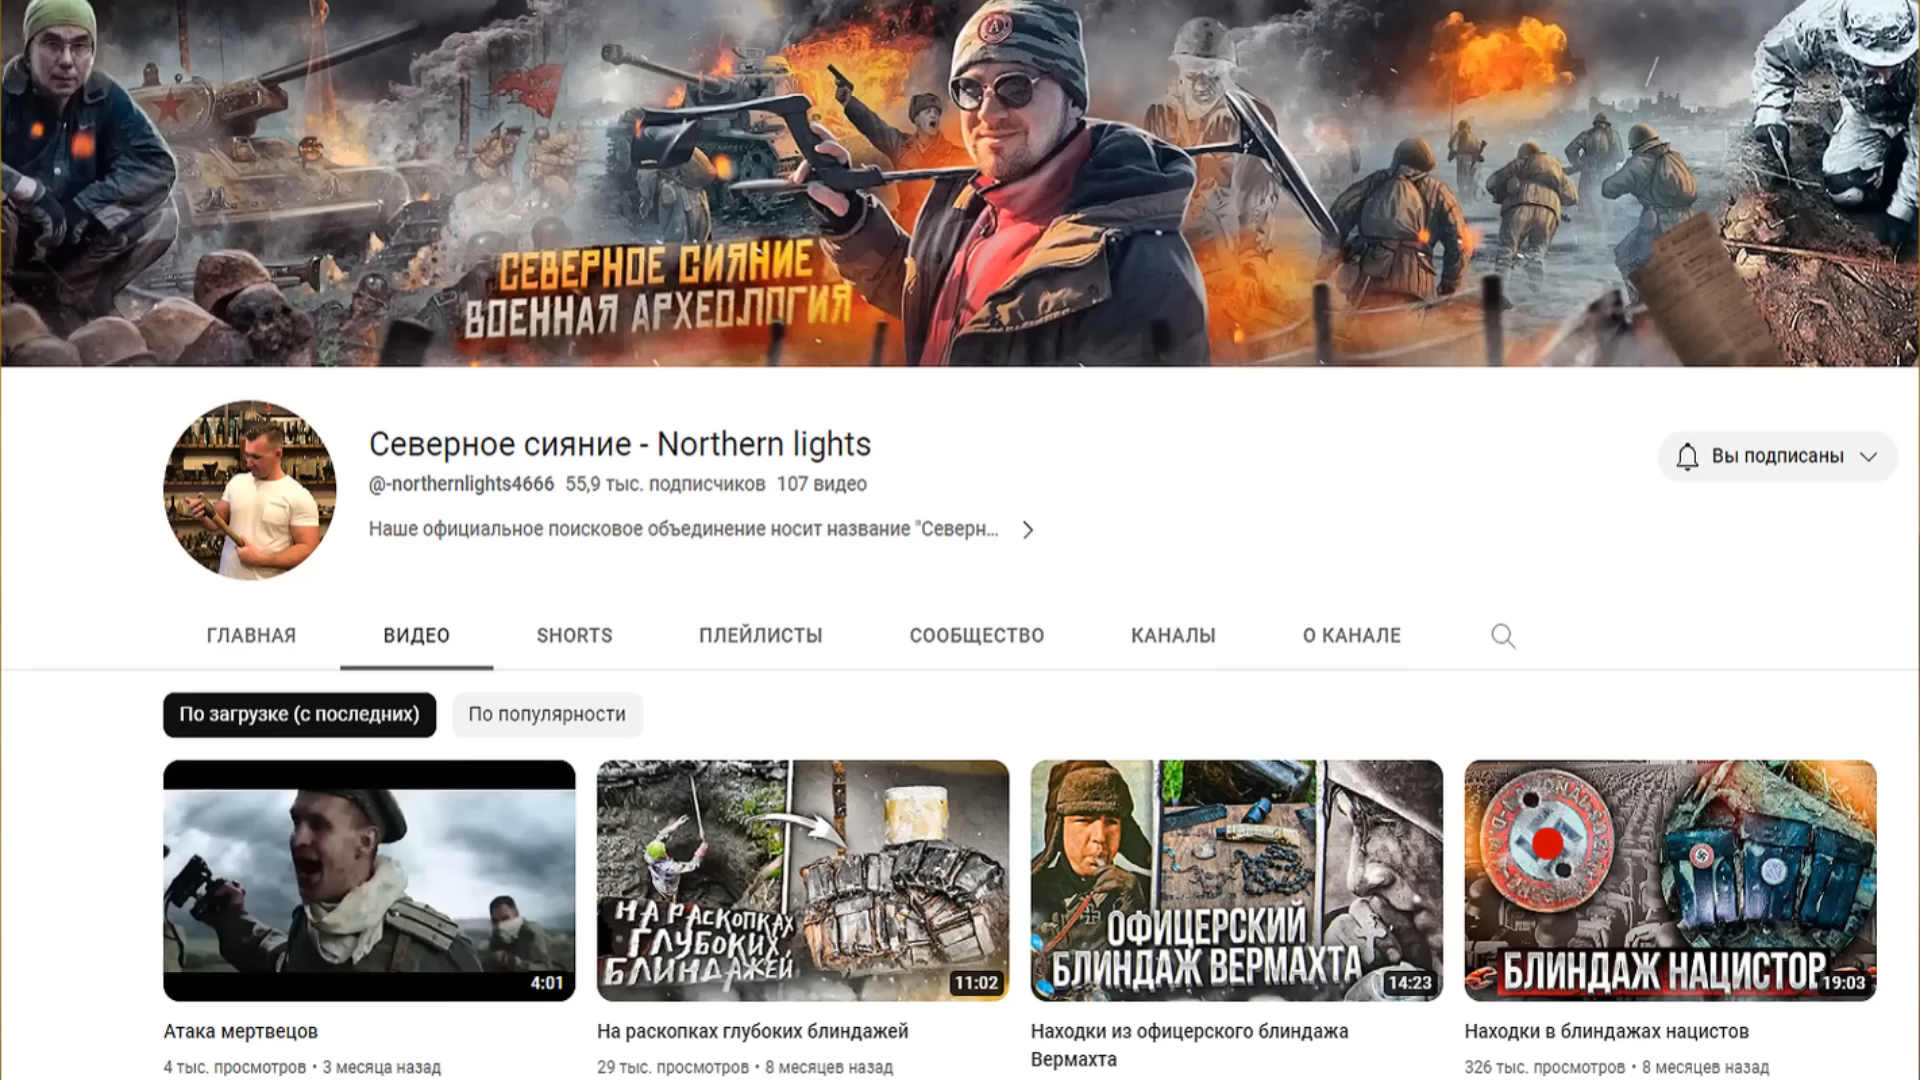 СЕВЕРНОЕ СИЯНИЕ
ВОЕННАЯ АРХЕОЛОГИЯ
Северное сияние - Northern lights
@-northernlights4666 55,9 тыс. подписчиков 107 видео
Наше официальное поисковое объединение носит название "Северн...
Вы подписаны
ГЛАВНАЯ ВИДЕО SHORTS ПЛЕЙЛИСТЫ СООБЩЕСТВО КАНАЛЫ О КАНАЛЕ
По загрузке (с последних) По популярности
4:01
НА РАСКОПКАХ
ГЛУБОКИХ
БЛИНДАЖЕЙ
11:02
ОФИЦЕРСКИЙ
БЛИНДАЖ ВЕРМАХТА
14:23
БЛИНДАЖ НАЦИСТОВ
19:03
Атака мертвецов
4 тыс. просмотров • 3 месяца назад
На раскопках глубоких блиндажей
29 тыс. просмотров • 8 месяцев назад
Находки из офицерского блиндажа
Вермахта
Находки в блиндажах нацистов
326 тыс. просмотров • 8 месяцев назад